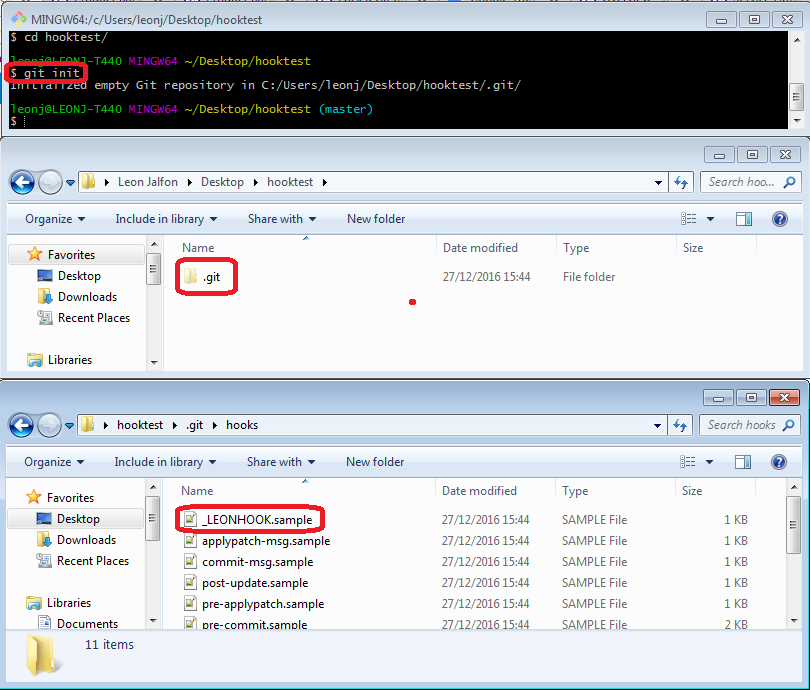 MINGW64:/c/Users/leonj/Desktop/hooktest
$ cd hooktest/
leonj@LEONJ-T440 MINGW64 ~/Desktop/hooktest
$ git init
Initialized empty Git repository in C:/Users/leonj/Desktop/hooktest/.git/
leonj@LEONJ-T440 MINGW64 ~/Desktop/hooktest (master)
$
Leon Jalfon Desktop hooktest Search hoo...
Organize Include in library Share with New folder
Favorites Name Date modified Type Size
Desktop .git 27/12/2016 15:44 File folder
Downloads
Recent Places
Libraries
hooktest .git hooks Search hooks
Organize Include in library Share with New folder
Favorites Name Date modified Type Size
Desktop _LEONHOOK.sample 27/12/2016 15:44 SAMPLE File 1 KB
Downloads applypatch-msg.sample 27/12/2016 15:44 SAMPLE File 1 KB
Recent Places commit-msg.sample 27/12/2016 15:44 SAMPLE File 1 KB
post-update.sample 27/12/2016 15:44 SAMPLE File 1 KB
Libraries pre-applypatch.sample 27/12/2016 15:44 SAMPLE File 1 KB
Documents pre-commit.sample 27/12/2016 15:44 SAMPLE File 2 KB
11 items